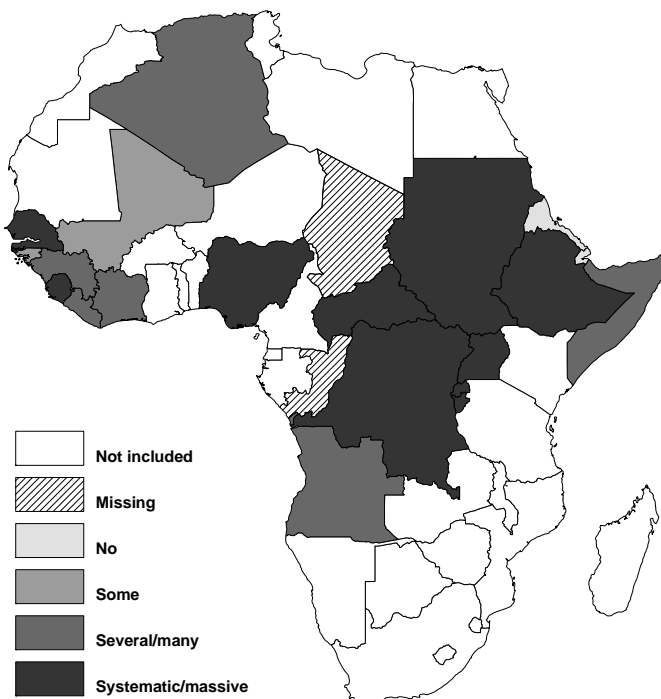 Not included
Missing
No
Some
Several/many
Systematic/massive